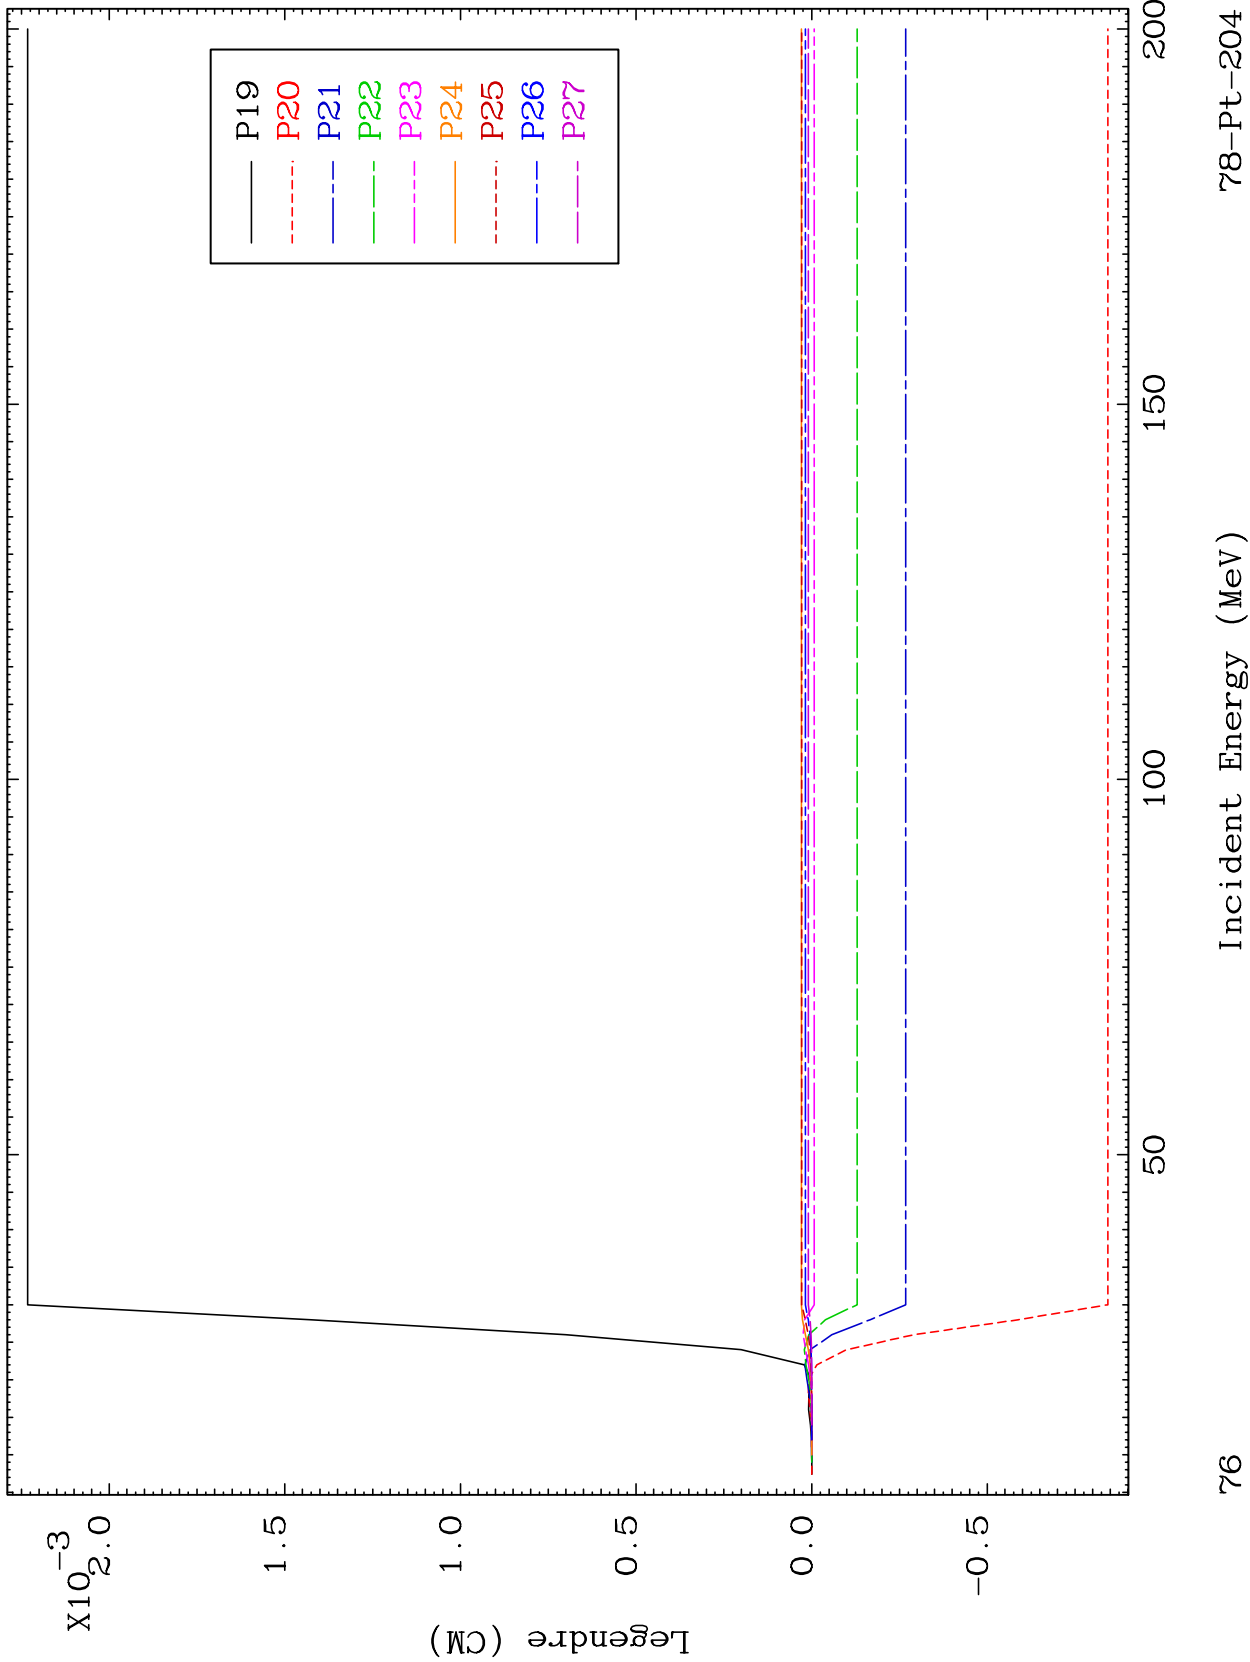 X10-3
2.0
1.5
1.0
0.5
0.0
-0.5
Legendre (CM)
P19
P20
P21
P22
P23
P24
P25
P26
P27
50
100
150
200
Incident Energy (MeV)
76
78-Pt-204